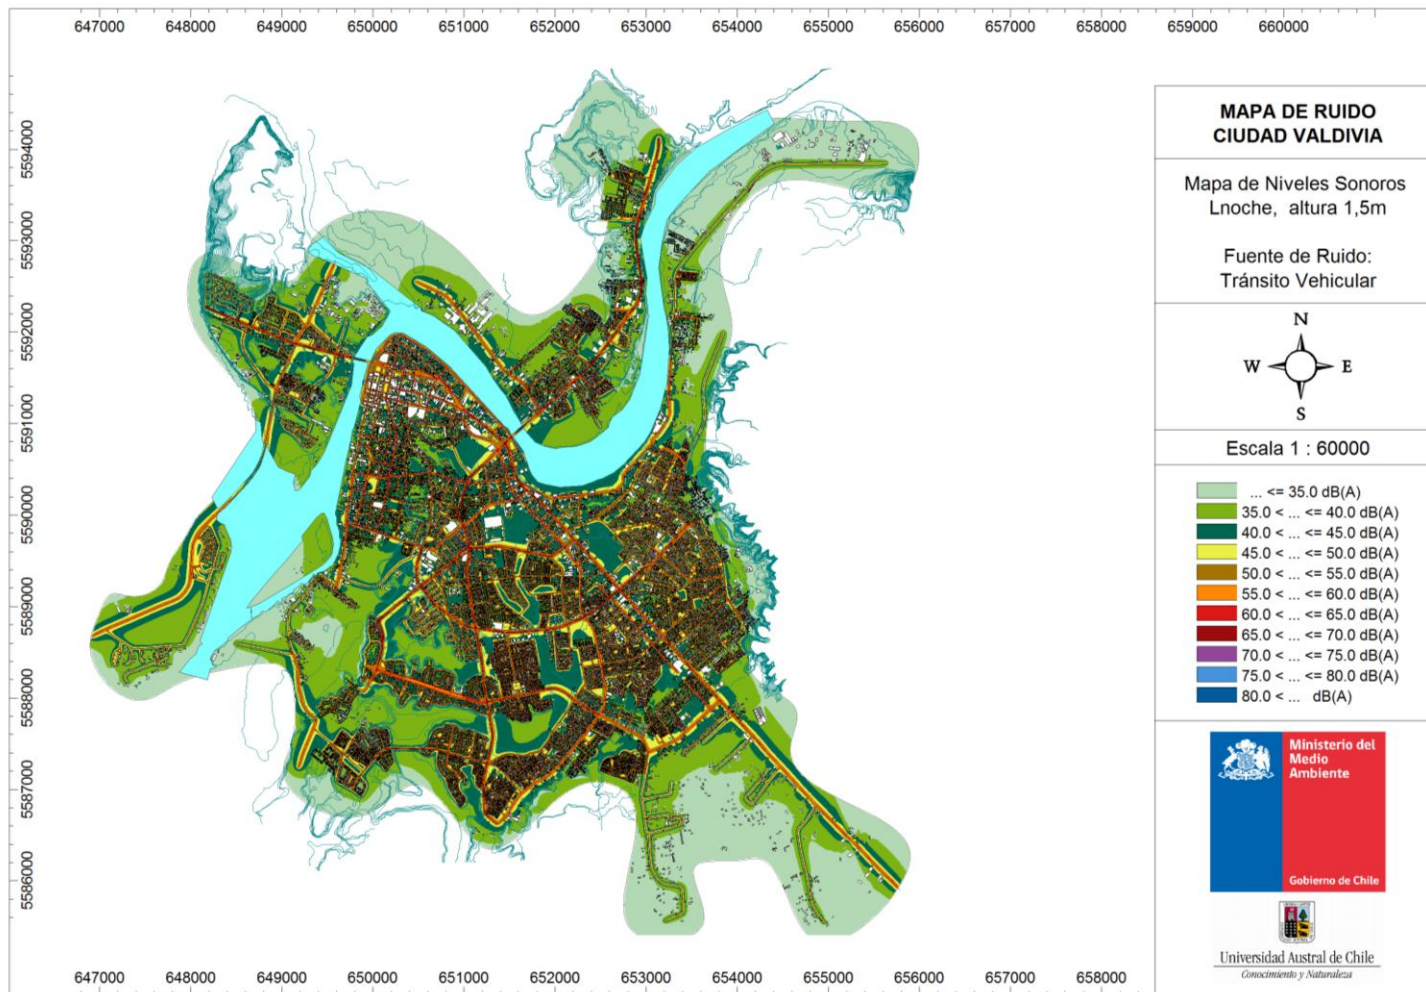 647000 648000 649000 650000 651000 652000 653000 654000 655000 656000 657000 658000 659000 660000
5594000
5593000
5592000
5591000
5590000
5589000
5588000
5587000
5586000
MAPA DE RUIDO
CIUDAD VALDIVIA
Mapa de Niveles Sonoros
Lnoche, altura 1,5m
Fuente de Ruido:
Tránsito Vehicular
N
W E
S
Escala 1 : 60000
... <= 35.0 dB(A)
35.0 < ... <= 40.0 dB(A)
40.0 < ... <= 45.0 dB(A)
45.0 < ... <= 50.0 dB(A)
50.0 < ... <= 55.0 dB(A)
55.0 < ... <= 60.0 dB(A)
60.0 < ... <= 65.0 dB(A)
65.0 < ... <= 70.0 dB(A)
70.0 < ... <= 75.0 dB(A)
75.0 < ... <= 80.0 dB(A)
80.0 < ... dB(A)
Ministerio del
Medio
Ambiente
Gobierno de Chile
Universidad Austral de Chile
Conocimiento y Naturaleza
647000 648000 649000 650000 651000 652000 653000 654000 655000 656000 657000 658000